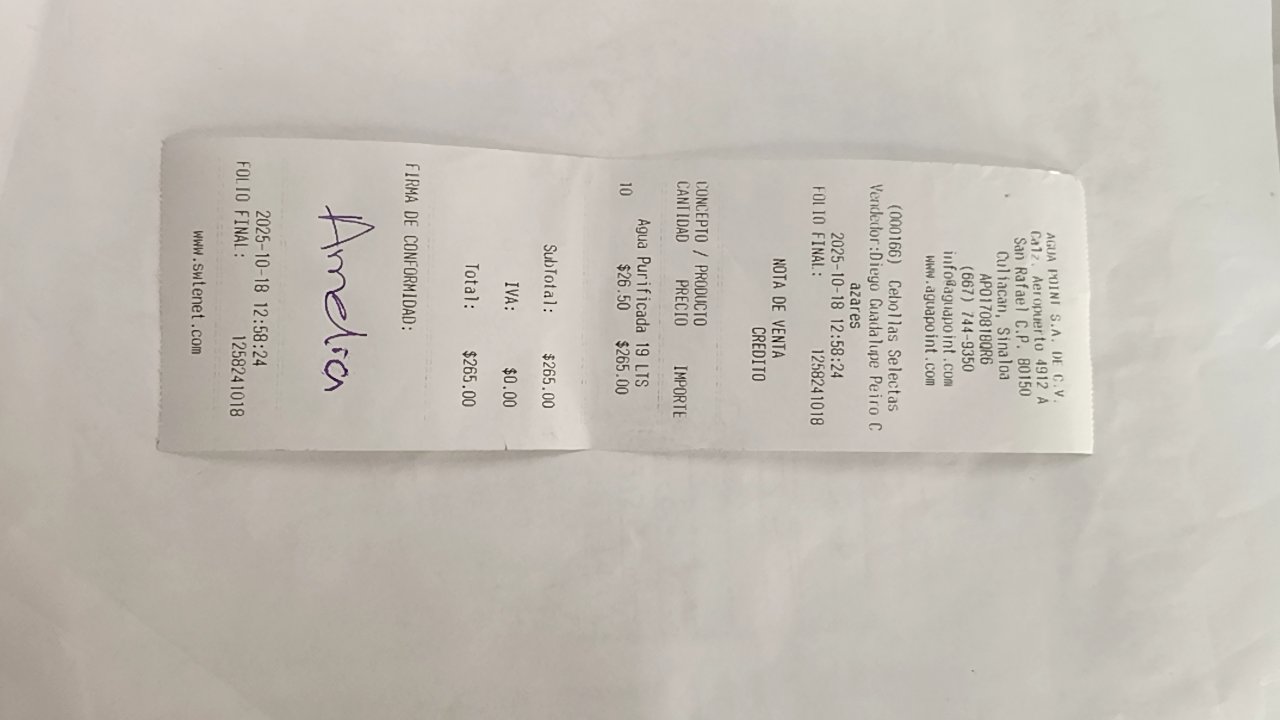 AGUA POINT S.A. DE C.V.
Calz. Aeropuerto 4912 A
San Rafael C.P. 80150
Culiacan, Sinaloa
APO170818QR6
(667) 744-9350
info@aguapoint.com
www.aguapoint.com
(000166) Cebollas Selectas
Vendedor:Diego Guadalupe Peiro C
azares
2025-10-18 12:58:24
FOLIO FINAL: 1258241018
NOTA DE VENTA
CREDITO
CONCEPTO / PRODUCTO
CANTIDAD PRECIO IMPORTE
Agua Purificada 19 LTS
10 $26.50 $265.00
SubTotal: $265.00
IVA: $0.00
Total: $265.00
FIRMA DE CONFORMIDAD:
Amelia
2025-10-18 12:58:24
FOLIO FINAL: 1258241018
www.swtenet.com